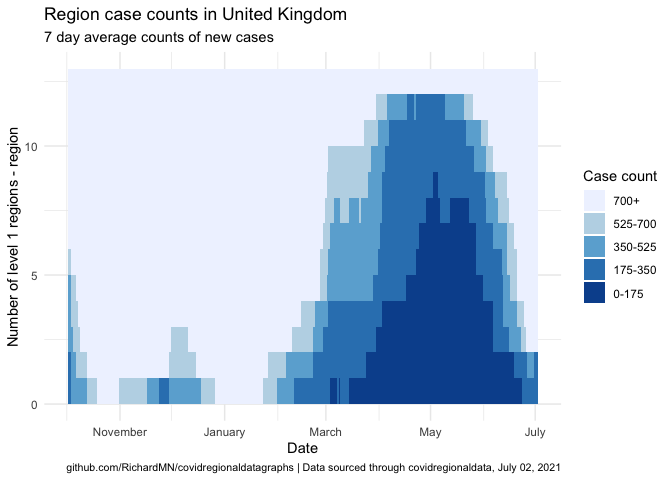 Region case counts in United Kingdom
7 day average counts of new cases
Number of level 1 regions - region
10
5
0
November
January
March
May
July
Date
Case count
700+
525-700
350-525
175-350
0-175
github.com/RichardMN/covidregionaldatagraphs | Data sourced through covidregionaldata, July 02, 2021